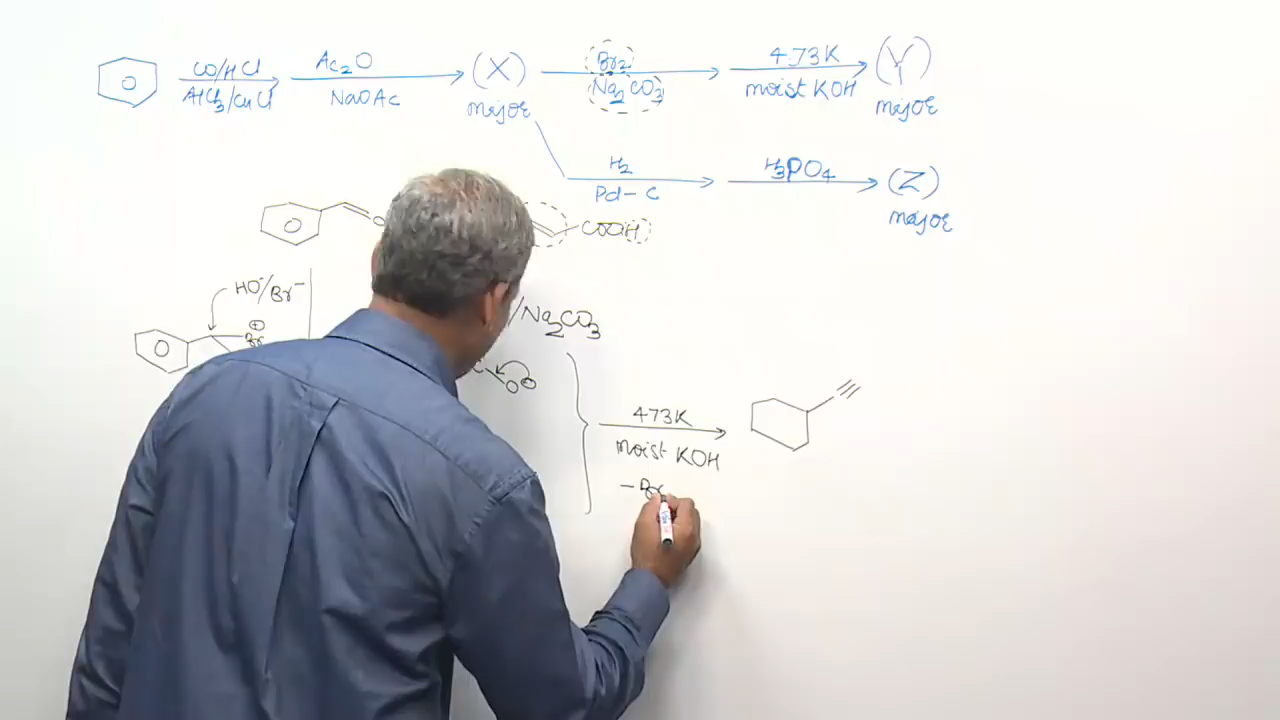 CO/HCl
AlCl3/CuCl
Ac2O
NaOAc
(X)
major
Br2
Na2CO3
473K
moist KOH
(Y)
major
H2
Pd-C
H3PO4
(Z)
major
COOH
HO-/Br-
⊕
Br
/Na2CO3
O
473K
moist KOH
-Br